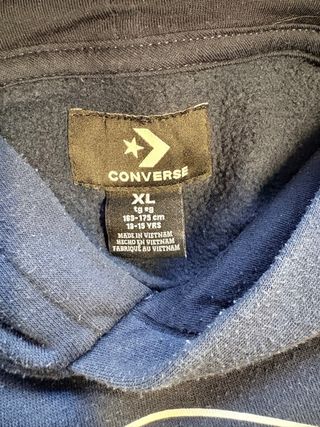 CONVERSE
XL
tg eg
163-175 cm
13-15 YRS
MADE IN VIETNAM
HECHO EN VIETNAM
FABRIQUÉ AU VIETNAM